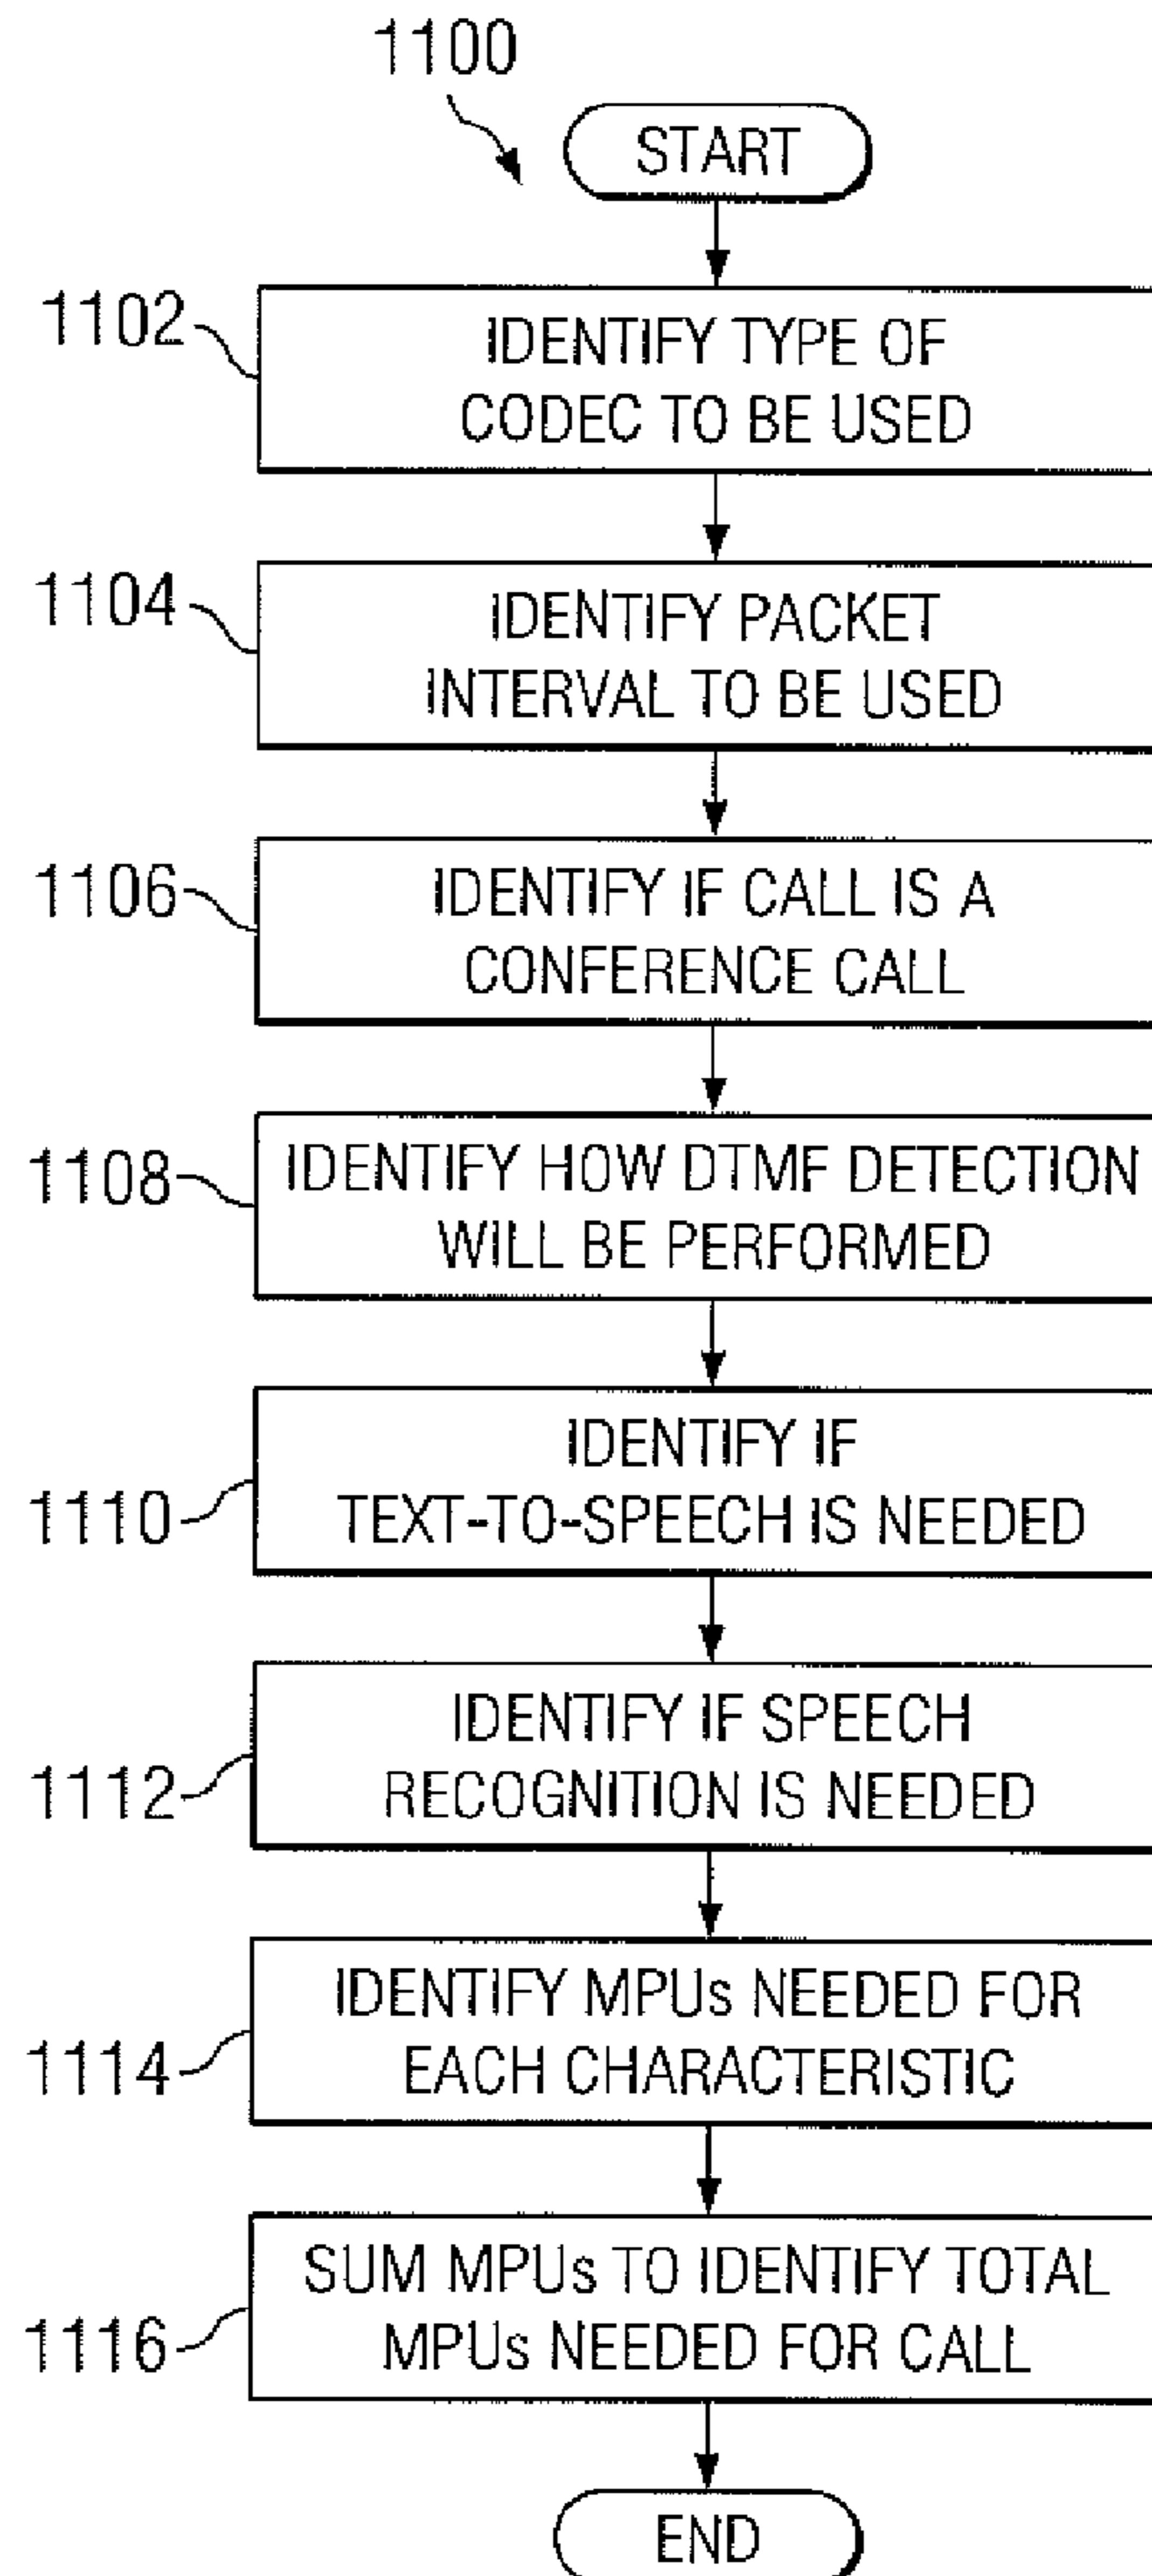 1100
START
1102
IDENTIFY TYPE OF
CODEC TO BE USED
1104
IDENTIFY PACKET
INTERVAL TO BE USED
1106
IDENTIFY IF CALL IS A
CONFERENCE CALL
1108
IDENTIFY HOW DTMF DETECTION
WILL BE PERFORMED
1110
IDENTIFY IF
TEXT-TO-SPEECH IS NEEDED
1112
IDENTIFY IF SPEECH
RECOGNITION IS NEEDED
1114
IDENTIFY MPUs NEEDED FOR
EACH CHARACTERISTIC
1116
SUM MPUs TO IDENTIFY TOTAL
MPUs NEEDED FOR CALL
END